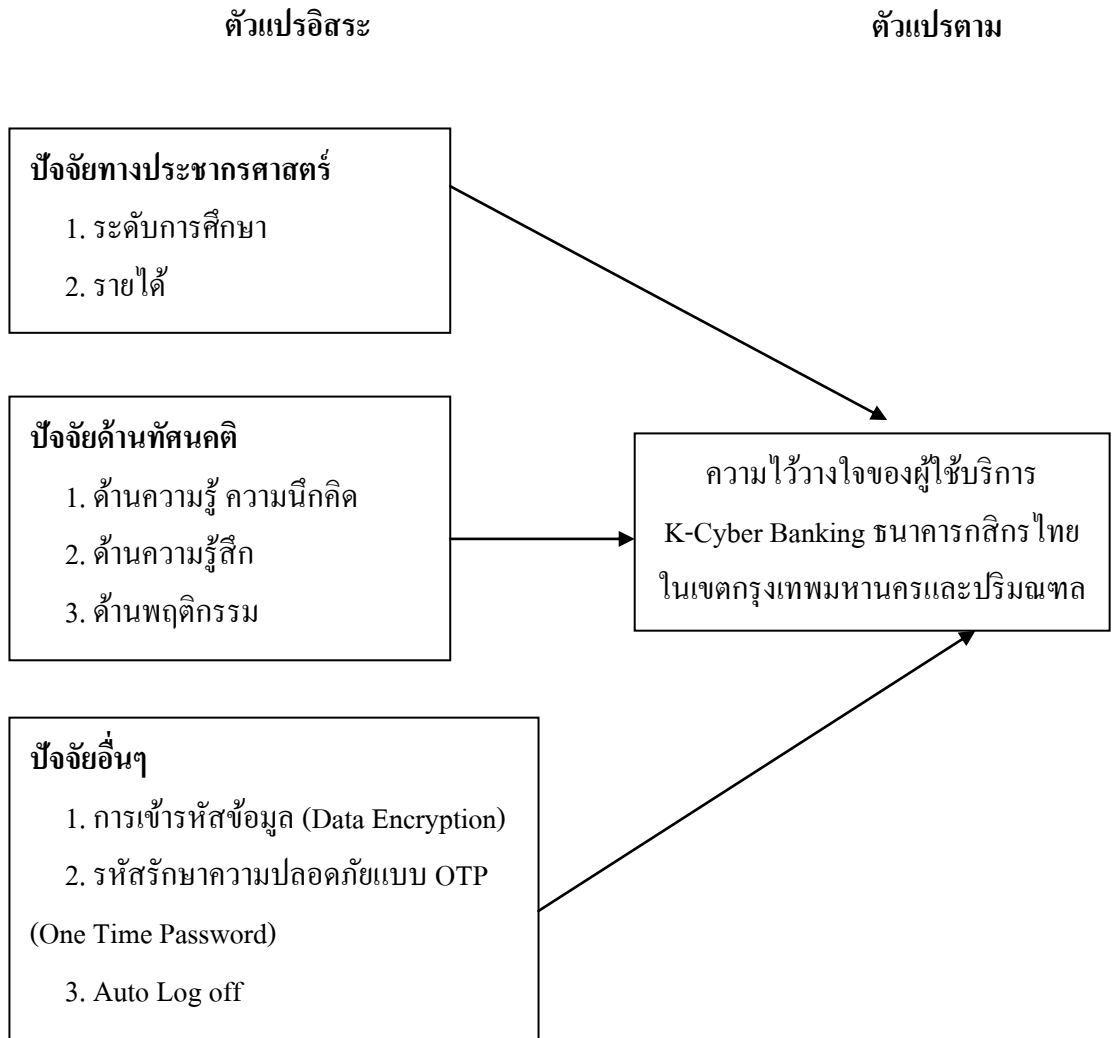 ตัวแปรอิสระ
ตัวแปรตาม
ปัจจัยทางประชากรศาสตร์
1. ระดับการศึกษา
2. รายได้
ปัจจัยด้านทัศนคติ
1. ด้านความรู้ ความนึกคิด
2. ด้านความรู้สึก
3. ด้านพฤติกรรม
ความไว้วางใจของผู้ใช้บริการ
K-Cyber Banking ธนาคารกสิกรไทย
ในเขตกรุงเทพมหานครและปริมณฑล
ปัจจัยอื่นๆ
1. การเข้ารหัสข้อมูล (Data Encryption)
2. รหัสรักษาความปลอดภัยแบบ OTP
(One Time Password)
3. Auto Log off